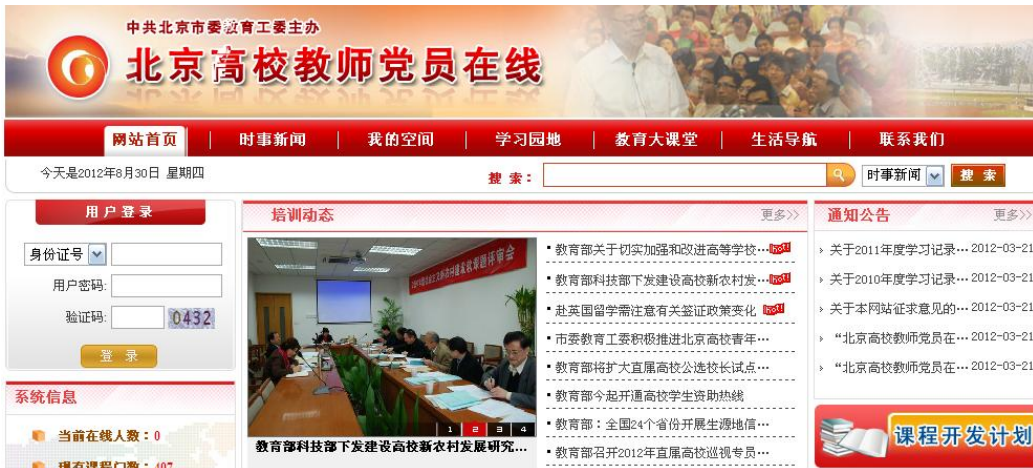 中共北京市委教育工委主办
北京高校教师党员在线
网站首页 | 时事新闻 | 我的空间 | 学习园地 | 教育大课堂 | 生活导航 | 联系我们
今天是2012年8月30日 星期四
搜 索：
时事新闻
搜 索
用户登录
身份证号
用户密码:
验证码:
0432
登 录
系统信息
当前在线人数：0
现有课程门数：407
培训动态
更多>>
1 2 3 4
教育部科技部下发建设高校新农村发展研究...
·教育部关于切实加强和改进高等学校… hot!
·教育部科技部下发建设高校新农村发… hot!
·赴英国留学需注意有关签证政策变化 hot!
·市委教育工委积极推进北京高校青年…
·教育部将扩大直属高校公选校长试点…
·教育部今起开通高校学生资助热线
·教育部：全国24个省份开展生源地信…
·教育部召开2012年直属高校巡视专员…
通知公告
更多>>
› 关于2011年度学习记录… 2012-03-21
› 关于2010年度学习记录… 2012-03-21
› 关于本网站征求意见的… 2012-03-21
› “北京高校教师党员在… 2012-03-21
› “北京高校教师党员在… 2012-03-21
课程开发计划